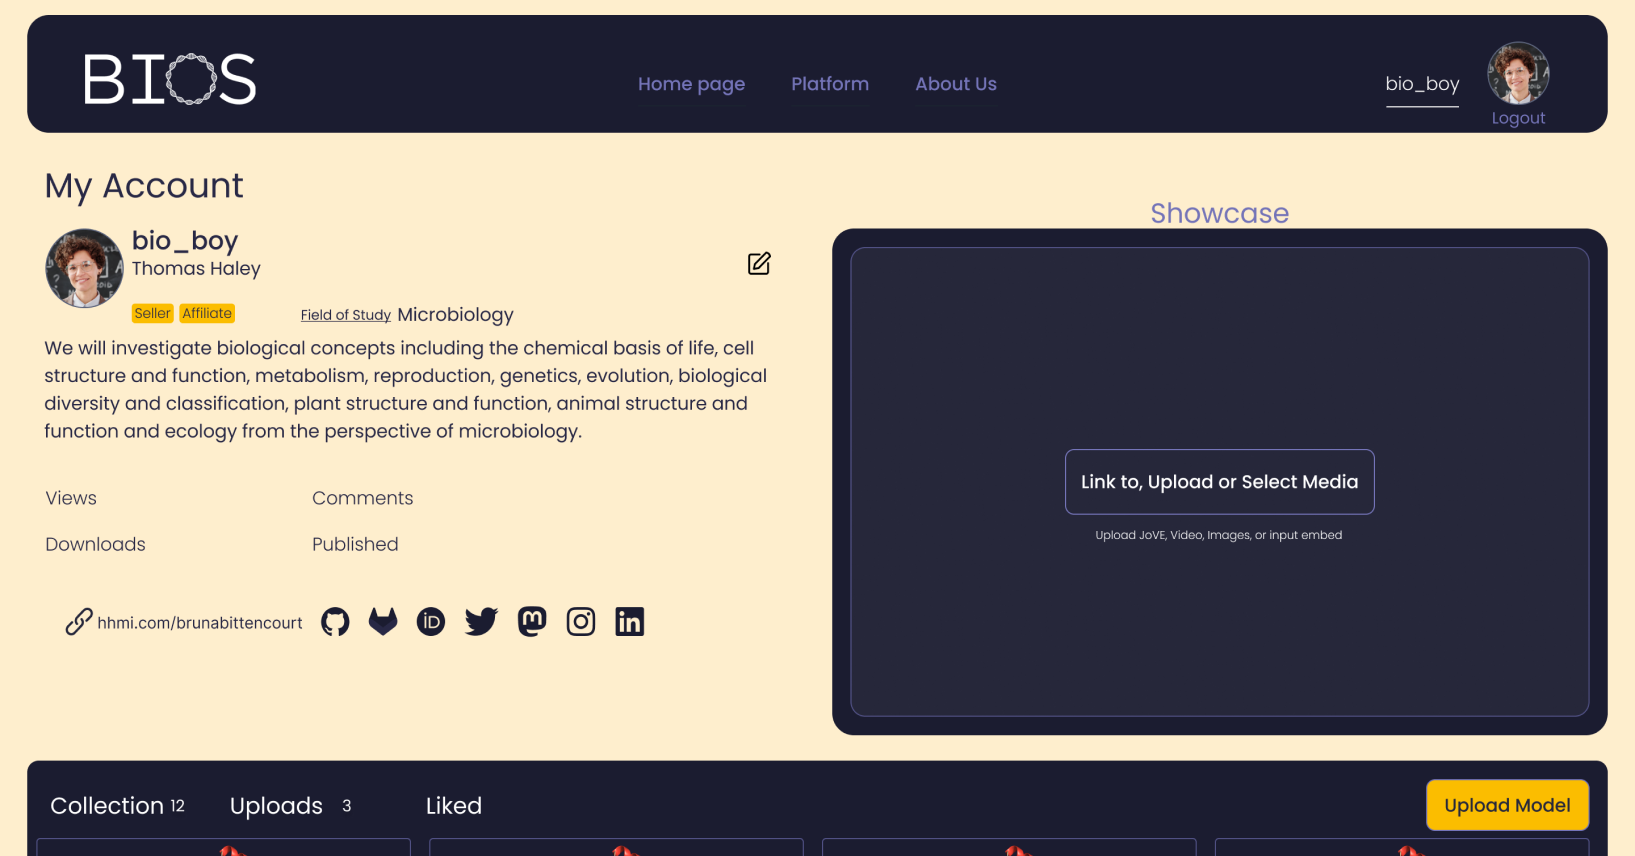 BIOS
Home page Platform About Us
bio_boy
Logout
My Account
bio_boy
Thomas Haley
Seller Affiliate
Field of Study Microbiology
We will investigate biological concepts including the chemical basis of life, cell
structure and function, metabolism, reproduction, genetics, evolution, biological
diversity and classification, plant structure and function, animal structure and
function and ecology from the perspective of microbiology.
Views Comments
Downloads Published
hhmi.com/brunabittencourt iD m in
Showcase
Link to, Upload or Select Media
Upload JoVE, Video, Images, or input embed
Collection 12 Uploads 3 Liked
Upload Model